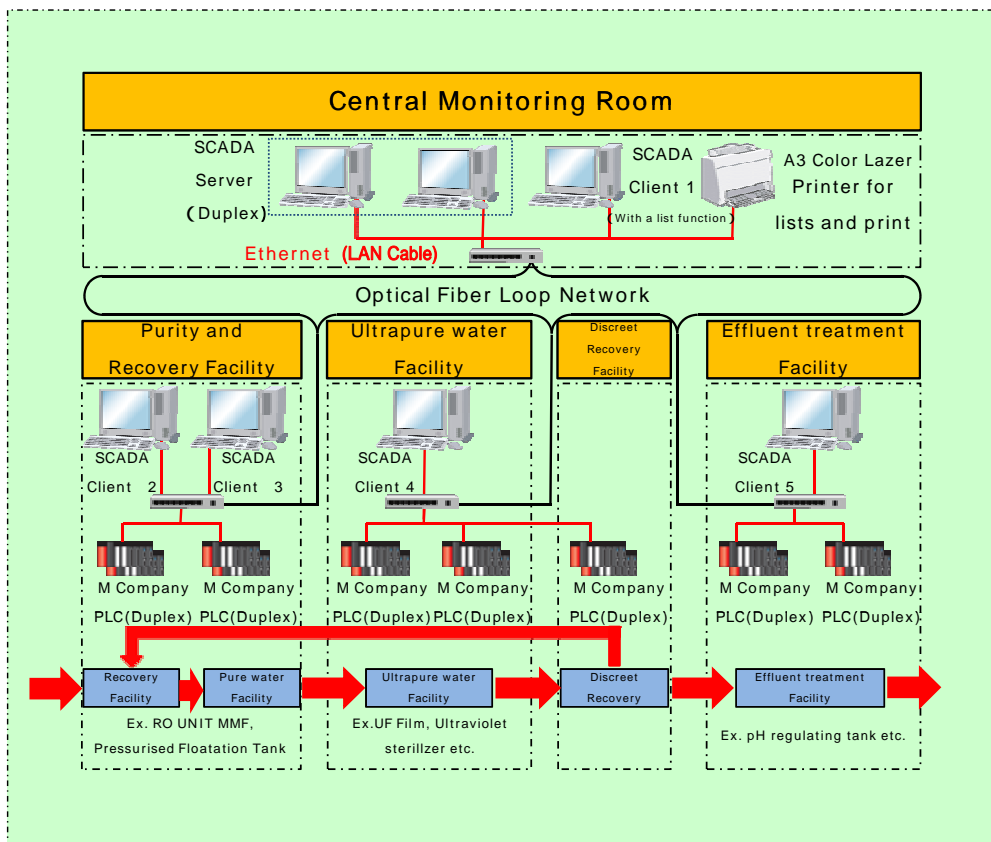 Central Monitoring Room
SCADA
Server
(Duplex)
SCADA
Client 1
(With a list function)
A3 Color Lazer
Printer for
lists and print
Ethernet (LAN Cable)
Optical Fiber Loop Network
Purity and
Recovery Facility
Ultrapure water
Facility
Discreet
Recovery
Facility
Effluent treatment
Facility
SCADA
Client 2
SCADA
Client 3
SCADA
Client 4
SCADA
Client 5
M Company
PLC(Duplex)
M Company
PLC(Duplex)
M Company
PLC(Duplex)
M Company
PLC(Duplex)
M Company
PLC(Duplex)
M Company
PLC(Duplex)
M Company
PLC(Duplex)
Recovery
Facility
Pure water
Facility
Ultrapure water
Facility
Discreet
Recovery
Effluent treatment
Facility
Ex. RO UNIT MMF,
Pressurised Floatation Tank
Ex.UF Film, Ultraviolet
sterillzer etc.
Ex. pH regulating tank etc.